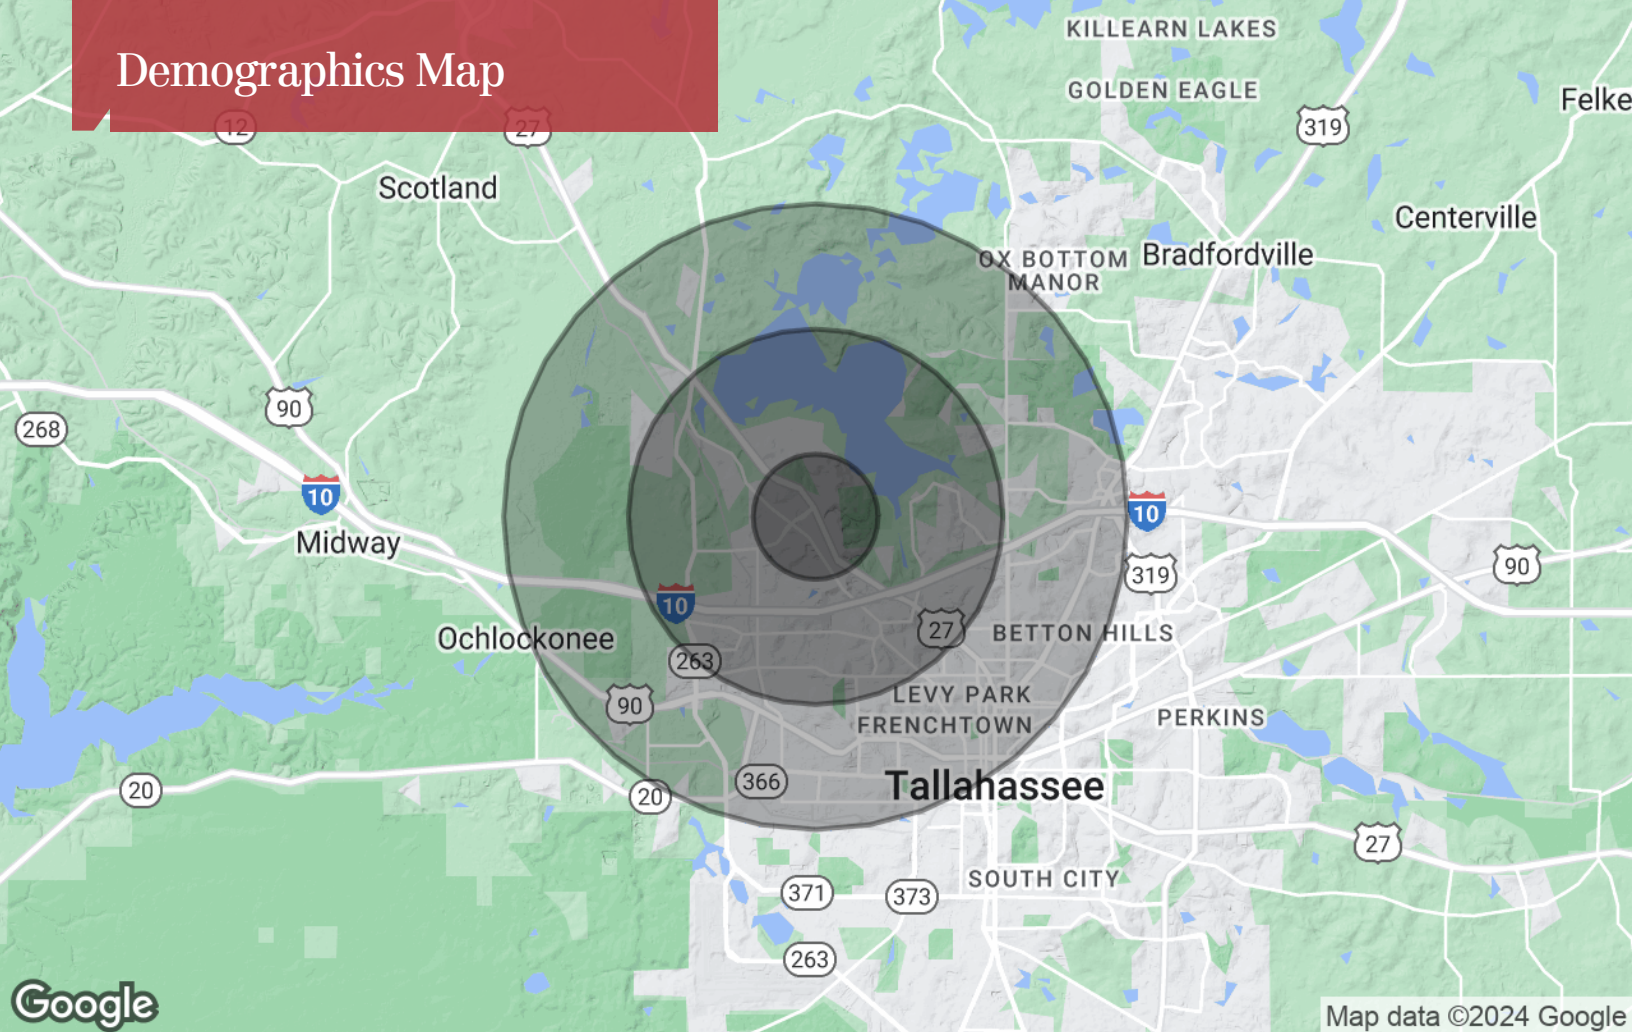 Demographics Map
KILLEARN LAKES
GOLDEN EAGLE
Felke
12
27
319
Scotland
Centerville
OX BOTTOM
MANOR
Bradfordville
90
268
10
10
Midway
319
90
10
Ochlockonee
27
BETTON HILLS
263
90
LEVY PARK
FRENCHTOWN
PERKINS
20
366
20
Tallahassee
27
371
373
SOUTH CITY
263
Google
Map data ©2024 Google